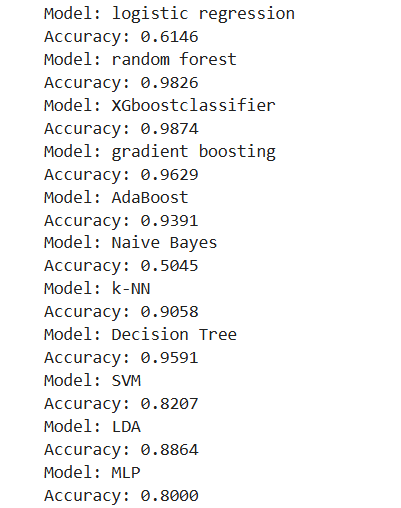 Model: logistic regression
Accuracy: 0.6146
Model: random forest
Accuracy: 0.9826
Model: XGboostclassifier
Accuracy: 0.9874
Model: gradient boosting
Accuracy: 0.9629
Model: AdaBoost
Accuracy: 0.9391
Model: Naive Bayes
Accuracy: 0.5045
Model: k-NN
Accuracy: 0.9058
Model: Decision Tree
Accuracy: 0.9591
Model: SVM
Accuracy: 0.8207
Model: LDA
Accuracy: 0.8864
Model: MLP
Accuracy: 0.8000